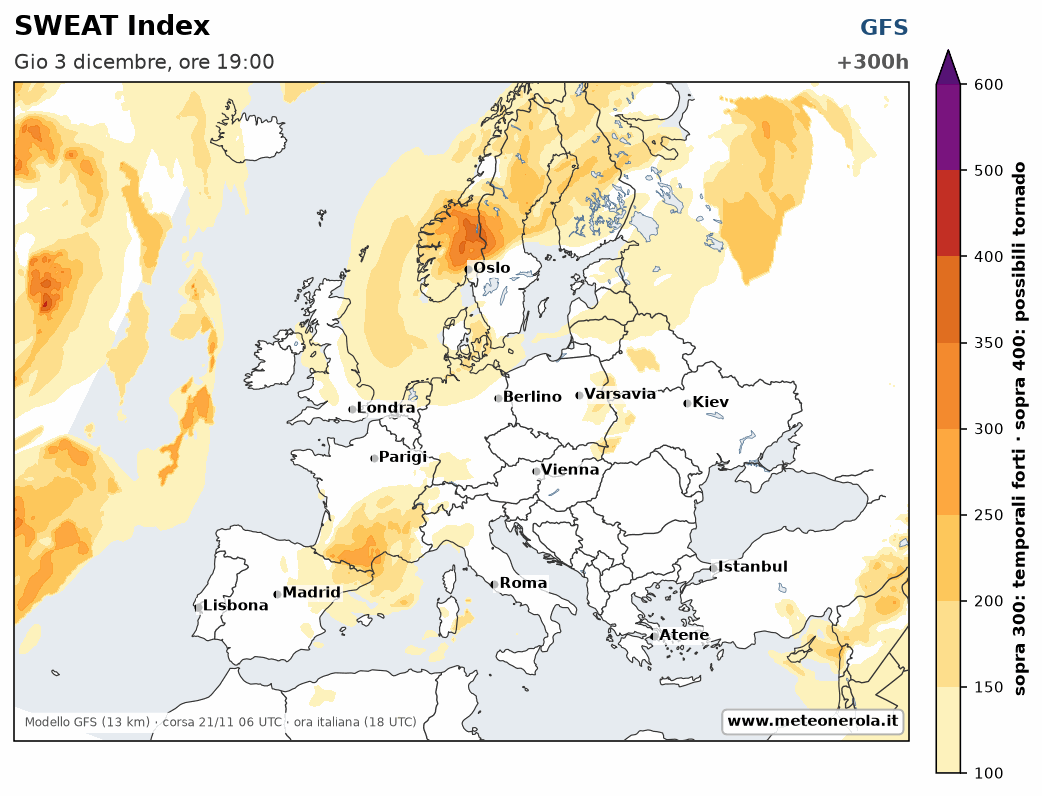 SWEAT Index
GFS
Gio 3 dicembre, ore 19:00
+300h
600
500
400
350
300
250
200
150
100
sopra 300: temporali forti · sopra 400: possibili tornado
Oslo
Berlino
Varsavia
Kiev
Londra
Parigi
Vienna
Istanbul
Roma
Madrid
Lisbona
Atene
Modello GFS (13 km) · corsa 21/11 06 UTC · ora italiana (18 UTC)
www.meteonerola.it